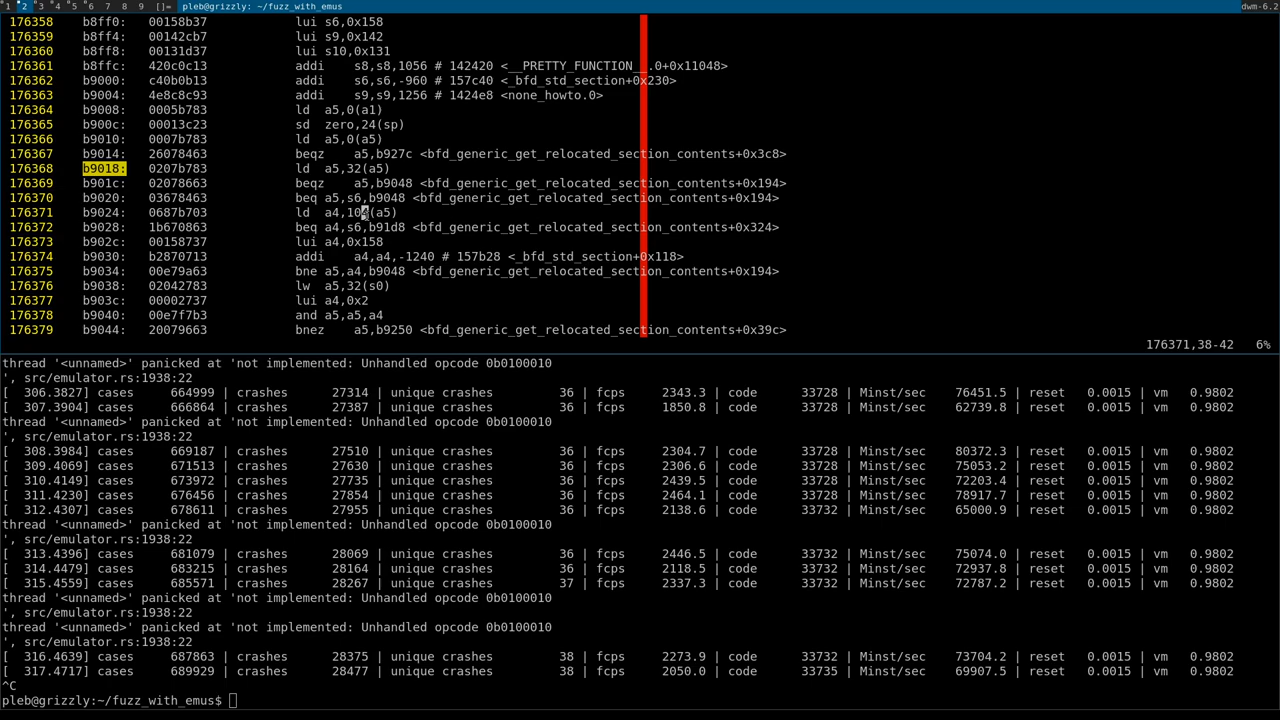 1 2 3 4 5 6 7 8 9 []= pleb@grizzly: ~/fuzz_with_emus dwm-6.2
176358 b8ff0: 00158b37 lui s6,0x158
176359 b8ff4: 00142cb7 lui s9,0x142
176360 b8ff8: 00131d37 lui s10,0x131
176361 b8ffc: 420c0c13 addi s8,s8,1056 # 142420 <__PRETTY_FUNCTION__.0+0x11048>
176362 b9000: c40b0b13 addi s6,s6,-960 # 157c40 <_bfd_std_section+0x230>
176363 b9004: 4e8c8c93 addi s9,s9,1256 # 1424e8 <none_howto.0>
176364 b9008: 0005b783 ld a5,0(a1)
176365 b900c: 00013c23 sd zero,24(sp)
176366 b9010: 0007b783 ld a5,0(a5)
176367 b9014: 26078463 beqz a5,b927c <bfd_generic_get_relocated_section_contents+0x3c8>
176368 b9018: 0207b783 ld a5,32(a5)
176369 b901c: 02078663 beqz a5,b9048 <bfd_generic_get_relocated_section_contents+0x194>
176370 b9020: 03678463 beq a5,s6,b9048 <bfd_generic_get_relocated_section_contents+0x194>
176371 b9024: 0687b703 ld a4,104(a5)
176372 b9028: 1b670863 beq a4,s6,b91d8 <bfd_generic_get_relocated_section_contents+0x324>
176373 b902c: 00158737 lui a4,0x158
176374 b9030: b2870713 addi a4,a4,-1240 # 157b28 <_bfd_std_section+0x118>
176375 b9034: 00e79a63 bne a5,a4,b9048 <bfd_generic_get_relocated_section_contents+0x194>
176376 b9038: 02042783 lw a5,32(s0)
176377 b903c: 00002737 lui a4,0x2
176378 b9040: 00e7f7b3 and a5,a5,a4
176379 b9044: 20079663 bnez a5,b9250 <bfd_generic_get_relocated_section_contents+0x39c>
176371,38-42 6%
thread '<unnamed>' panicked at 'not implemented: Unhandled opcode 0b0100010
', src/emulator.rs:1938:22
[ 306.3827] cases 664999 | crashes 27314 | unique crashes 36 | fcps 2343.3 | code 33728 | Minst/sec 76451.5 | reset 0.0015 | vm 0.9802
[ 307.3904] cases 666864 | crashes 27387 | unique crashes 36 | fcps 1850.8 | code 33728 | Minst/sec 62739.8 | reset 0.0015 | vm 0.9802
thread '<unnamed>' panicked at 'not implemented: Unhandled opcode 0b0100010
', src/emulator.rs:1938:22
[ 308.3984] cases 669187 | crashes 27510 | unique crashes 36 | fcps 2304.7 | code 33728 | Minst/sec 80372.3 | reset 0.0015 | vm 0.9802
[ 309.4069] cases 671513 | crashes 27630 | unique crashes 36 | fcps 2306.6 | code 33728 | Minst/sec 75053.2 | reset 0.0015 | vm 0.9802
[ 310.4149] cases 673972 | crashes 27735 | unique crashes 36 | fcps 2439.5 | code 33728 | Minst/sec 72203.4 | reset 0.0015 | vm 0.9802
[ 311.4230] cases 676456 | crashes 27854 | unique crashes 36 | fcps 2464.1 | code 33728 | Minst/sec 78917.7 | reset 0.0015 | vm 0.9802
[ 312.4307] cases 678611 | crashes 27955 | unique crashes 36 | fcps 2138.6 | code 33732 | Minst/sec 65000.9 | reset 0.0015 | vm 0.9802
thread '<unnamed>' panicked at 'not implemented: Unhandled opcode 0b0100010
', src/emulator.rs:1938:22
[ 313.4396] cases 681079 | crashes 28069 | unique crashes 36 | fcps 2446.5 | code 33732 | Minst/sec 75074.0 | reset 0.0015 | vm 0.9802
[ 314.4479] cases 683215 | crashes 28164 | unique crashes 36 | fcps 2118.5 | code 33732 | Minst/sec 72937.8 | reset 0.0015 | vm 0.9802
[ 315.4559] cases 685571 | crashes 28267 | unique crashes 37 | fcps 2337.3 | code 33732 | Minst/sec 72787.2 | reset 0.0015 | vm 0.9802
thread '<unnamed>' panicked at 'not implemented: Unhandled opcode 0b0100010
', src/emulator.rs:1938:22
thread '<unnamed>' panicked at 'not implemented: Unhandled opcode 0b0100010
', src/emulator.rs:1938:22
[ 316.4639] cases 687863 | crashes 28375 | unique crashes 38 | fcps 2273.9 | code 33732 | Minst/sec 73704.2 | reset 0.0015 | vm 0.9802
[ 317.4717] cases 689929 | crashes 28477 | unique crashes 38 | fcps 2050.0 | code 33735 | Minst/sec 69907.5 | reset 0.0015 | vm 0.9802
^C
pleb@grizzly:~/fuzz_with_emus$